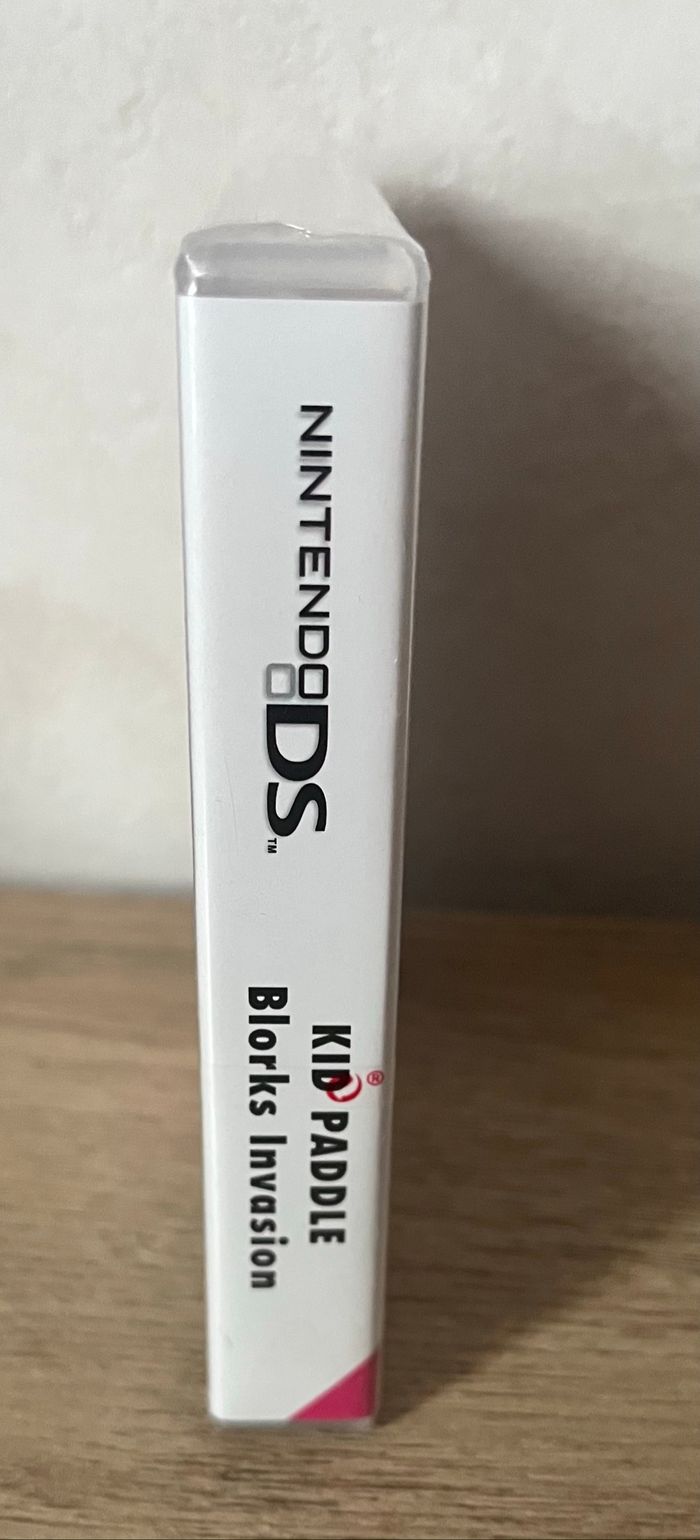 NINTENDO
DS™
KID PADDLE®
Blorks Invasion